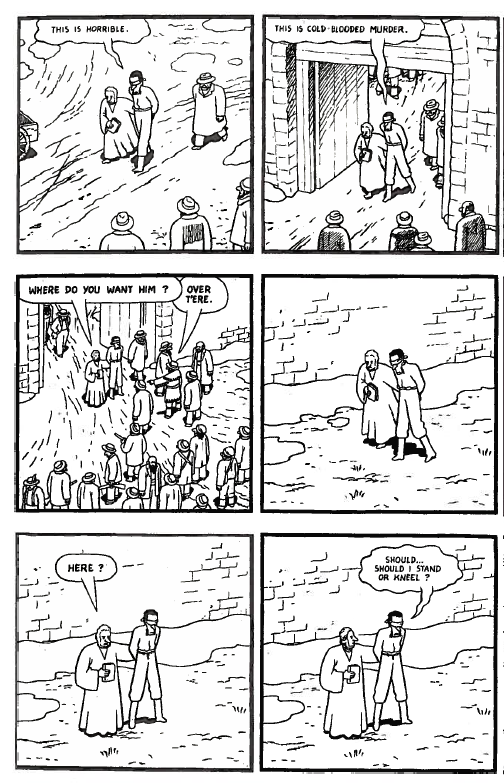 THIS IS HORRIBLE.
THIS IS COLD-BLOODED MURDER.
WHERE DO YOU WANT HIM ?
OVER
T'ERE.
HERE ?
SHOULD...
SHOULD I STAND
OR KNEEL ?